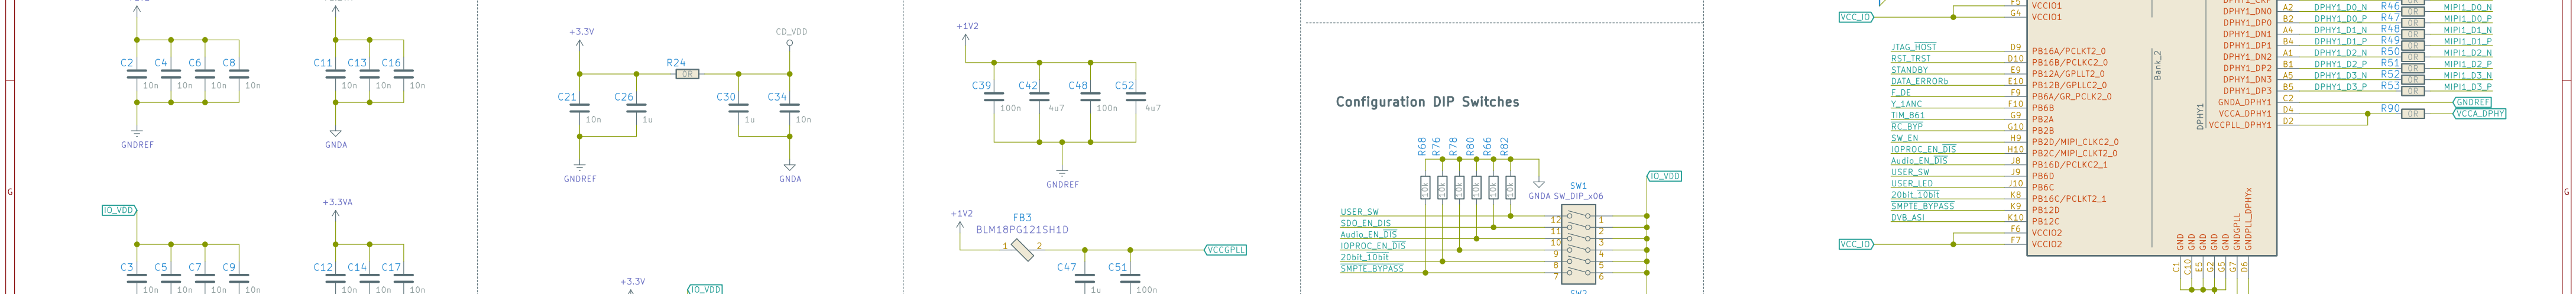 G
C2
10n
C4
10n
C6
10n
C8
10n
GNDREF
C11
10n
C13
10n
C16
10n
GNDA
IO_VDD
C3
10n
C5
10n
C7
10n
C9
10n
+3.3VA
C12
10n
C14
10n
C17
10n
+3.3V
R24
0R
CD_VDD
C21
10n
C26
1u
C30
1u
C34
10n
GNDREF
GNDA
+3.3V
IO_VDD
+1V2
C39
100n
C42
4u7
C48
100n
C52
4u7
GNDREF
+1V2
FB3
BLM18PG121SH1D
1 2
VCCGPLL
C47
1u
C51
100n
Configuration DIP Switches
R68 R76 R78 R80 R66 R82
10k 10k 10k 10k 10k 10k
GNDA
SW1
SW_DIP_x06
IO_VDD
USER_SW 12 1
SDO_EN_DIS 11 2
Audio_EN_DIS 10 3
IOPROC_EN_DIS 9 4
20bit_10bit 8 5
SMPTE_BYPASS 7 6
SW2
F5 VCCIO1
VCC_IO G4 VCCIO1
JTAG_HOST D9 PB16A/PCLKT2_0
RST_TRST D10 PB16B/PCLKC2_0
STANDBY E9 PB12A/GPLLT2_0
DATA_ERRORb E10 PB12B/GPLLC2_0
F_DE F9 PB6A/GR_PCLK2_0
Y_1ANC F10 PB6B
TIM_861 G9 PB2A
RC_BYP G10 PB2B
SW_EN H9 PB2D/MIPI_CLKC2_0
IOPROC_EN_DIS H10 PB2C/MIPI_CLKT2_0
Audio_EN_DIS J8 PB16D/PCLKC2_1
USER_SW J9 PB6D
USER_LED J10 PB6C
20bit_10bit K8 PB16C/PCLKT2_1
SMPTE_BYPASS K9 PB12D
DVB_ASI K10 PB12C
F6 VCCIO2
VCC_IO F7 VCCIO2
Bank_2
DPHY1
DPHY1_DN0 A2 DPHY1_D0_N R46 0R MIPI1_D0_N
DPHY1_DP0 B2 DPHY1_D0_P R47 0R MIPI1_D0_P
DPHY1_DN1 A4 DPHY1_D1_N R48 0R MIPI1_D1_N
DPHY1_DP1 B4 DPHY1_D1_P R49 0R MIPI1_D1_P
DPHY1_DN2 A1 DPHY1_D2_N R50 0R MIPI1_D2_N
DPHY1_DP2 B1 DPHY1_D2_P R51 0R MIPI1_D2_P
DPHY1_DN3 A5 DPHY1_D3_N R52 0R MIPI1_D3_N
DPHY1_DP3 B5 DPHY1_D3_P R53 0R MIPI1_D3_P
GNDA_DPHY1 C2 GNDREF
VCCA_DPHY1 D4 R90 0R VCCA_DPHY
VCCPLL_DPHY1 D2
GND GND GND GND GND GNDGPLL GNDPLL_DPHYx
C1 C10 E5 G2 G5 G7 D6
G